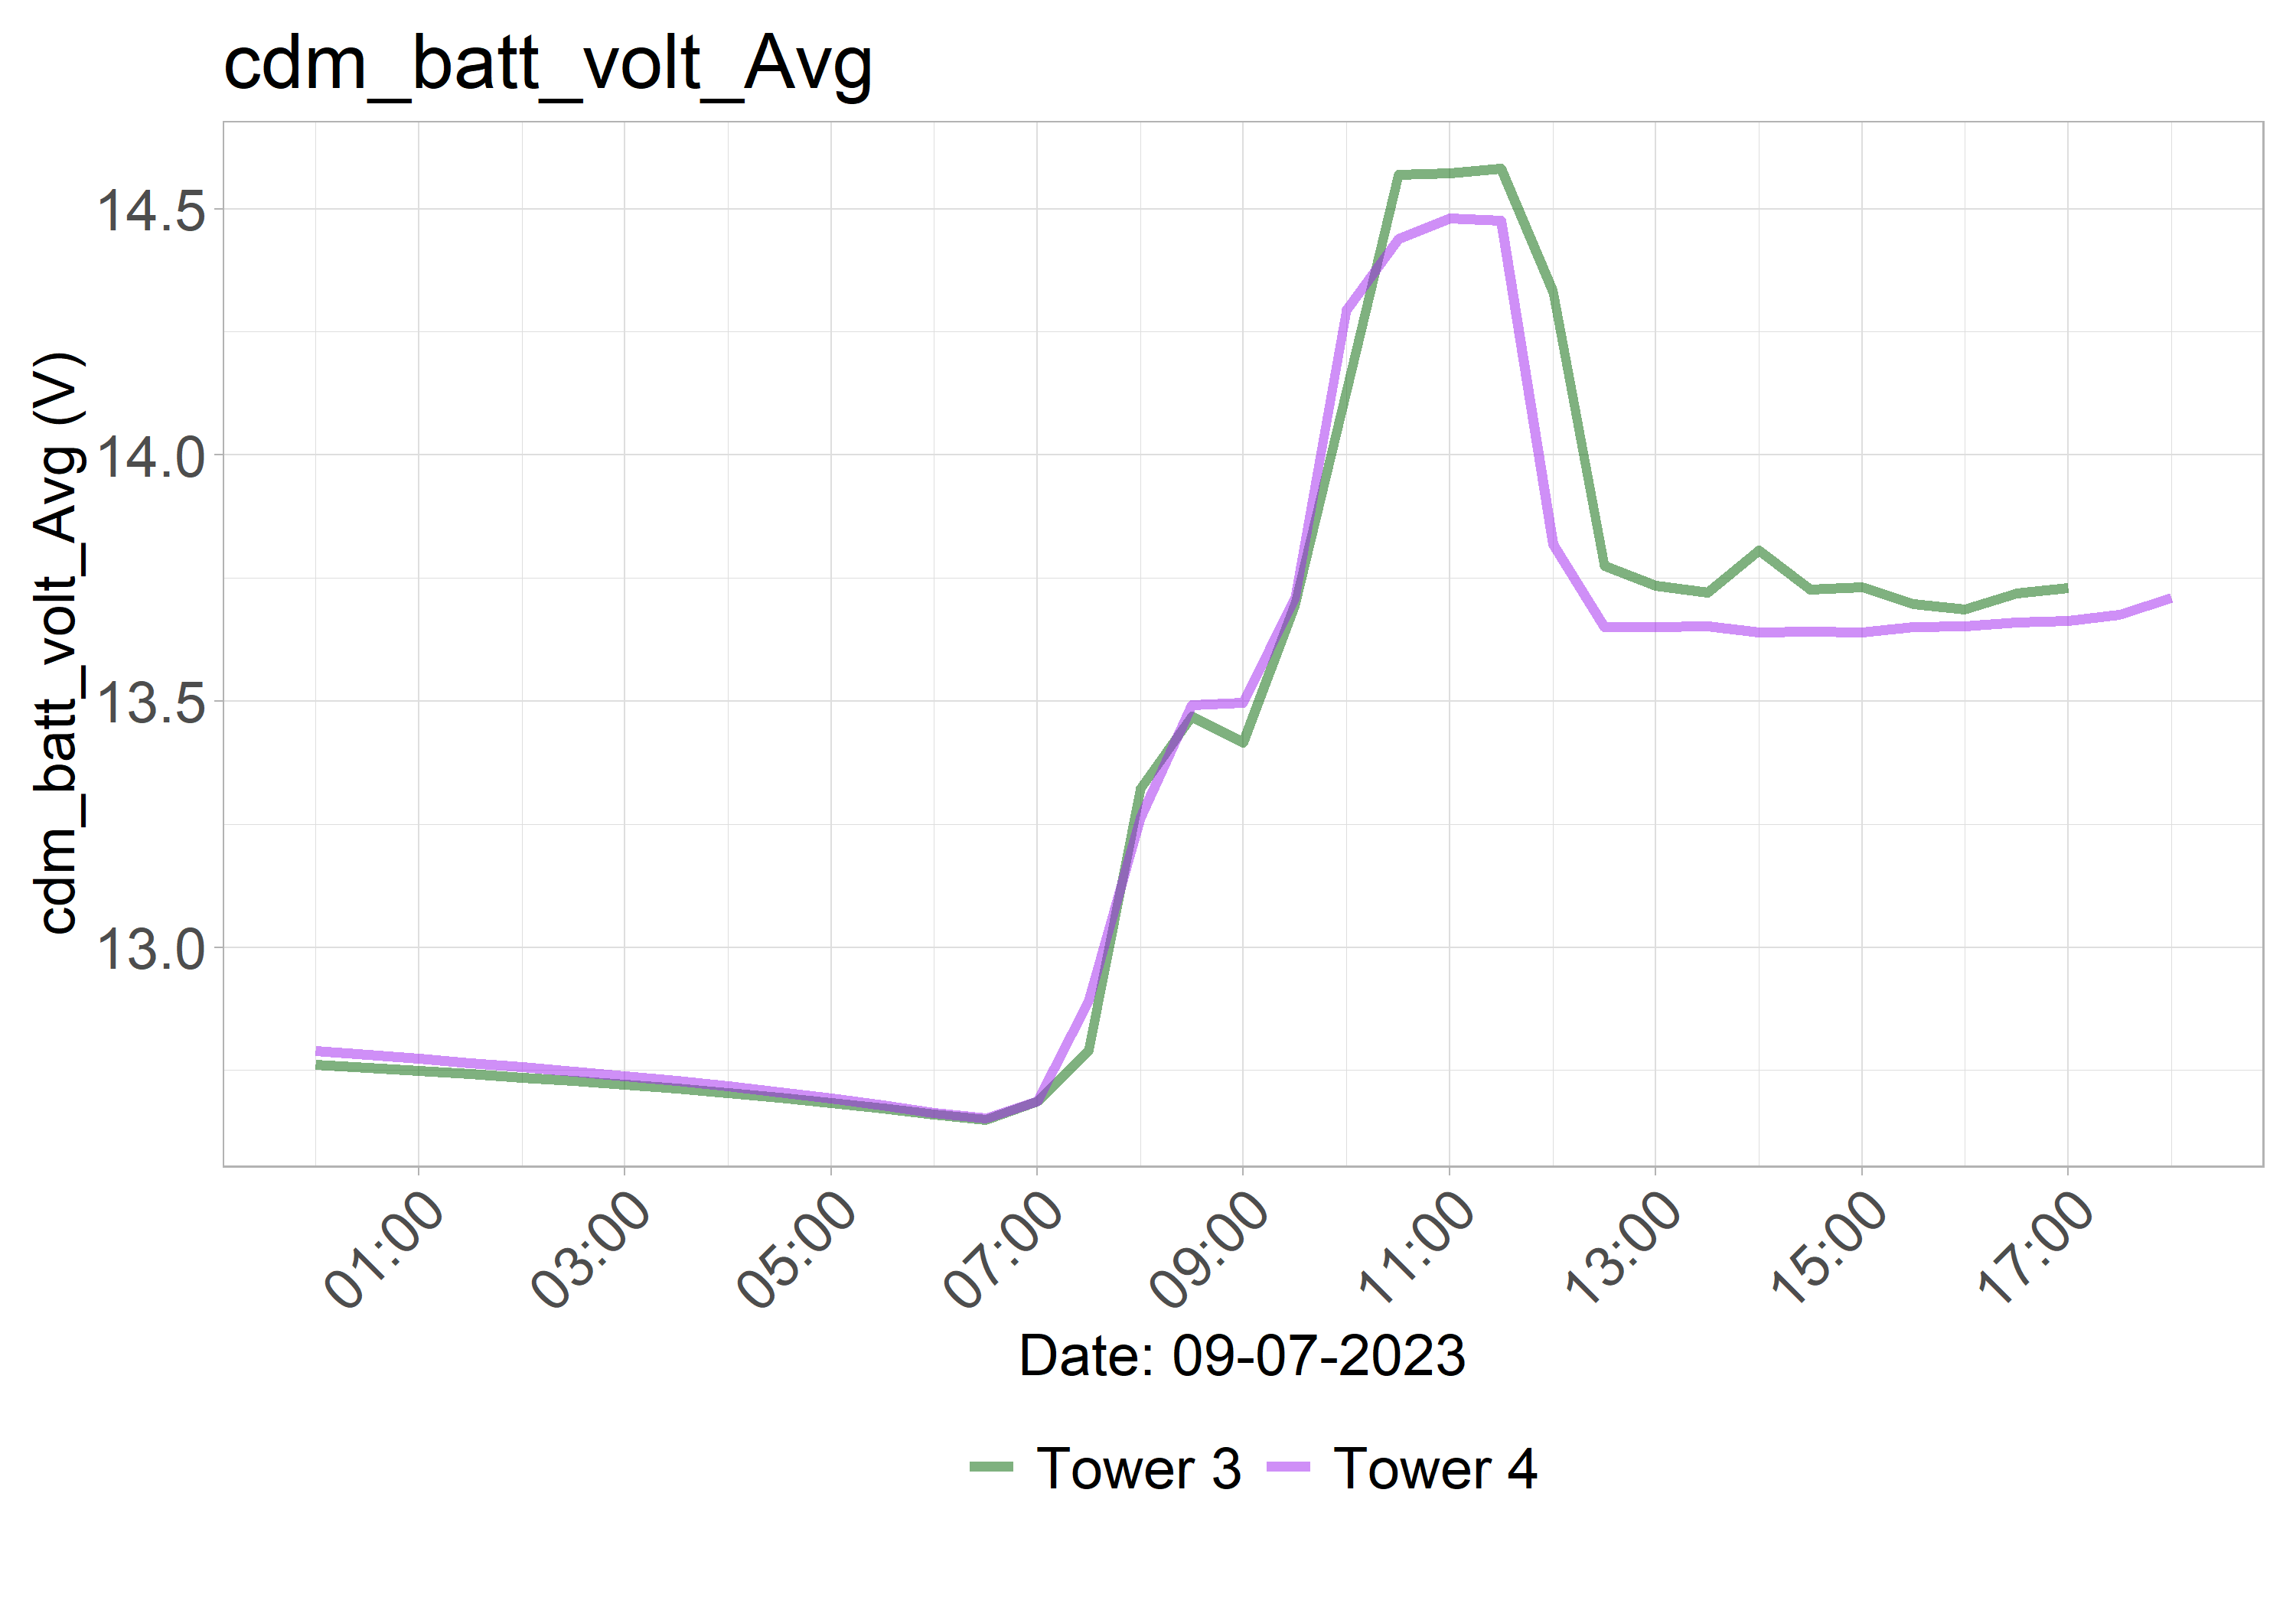 cdm_batt_volt_Avg
cdm_batt_volt_Avg (V)
14.5
14.0
13.5
13.0
01:00
03:00
05:00
07:00
09:00
11:00
13:00
15:00
17:00
Date: 09-07-2023
Tower 3
Tower 4